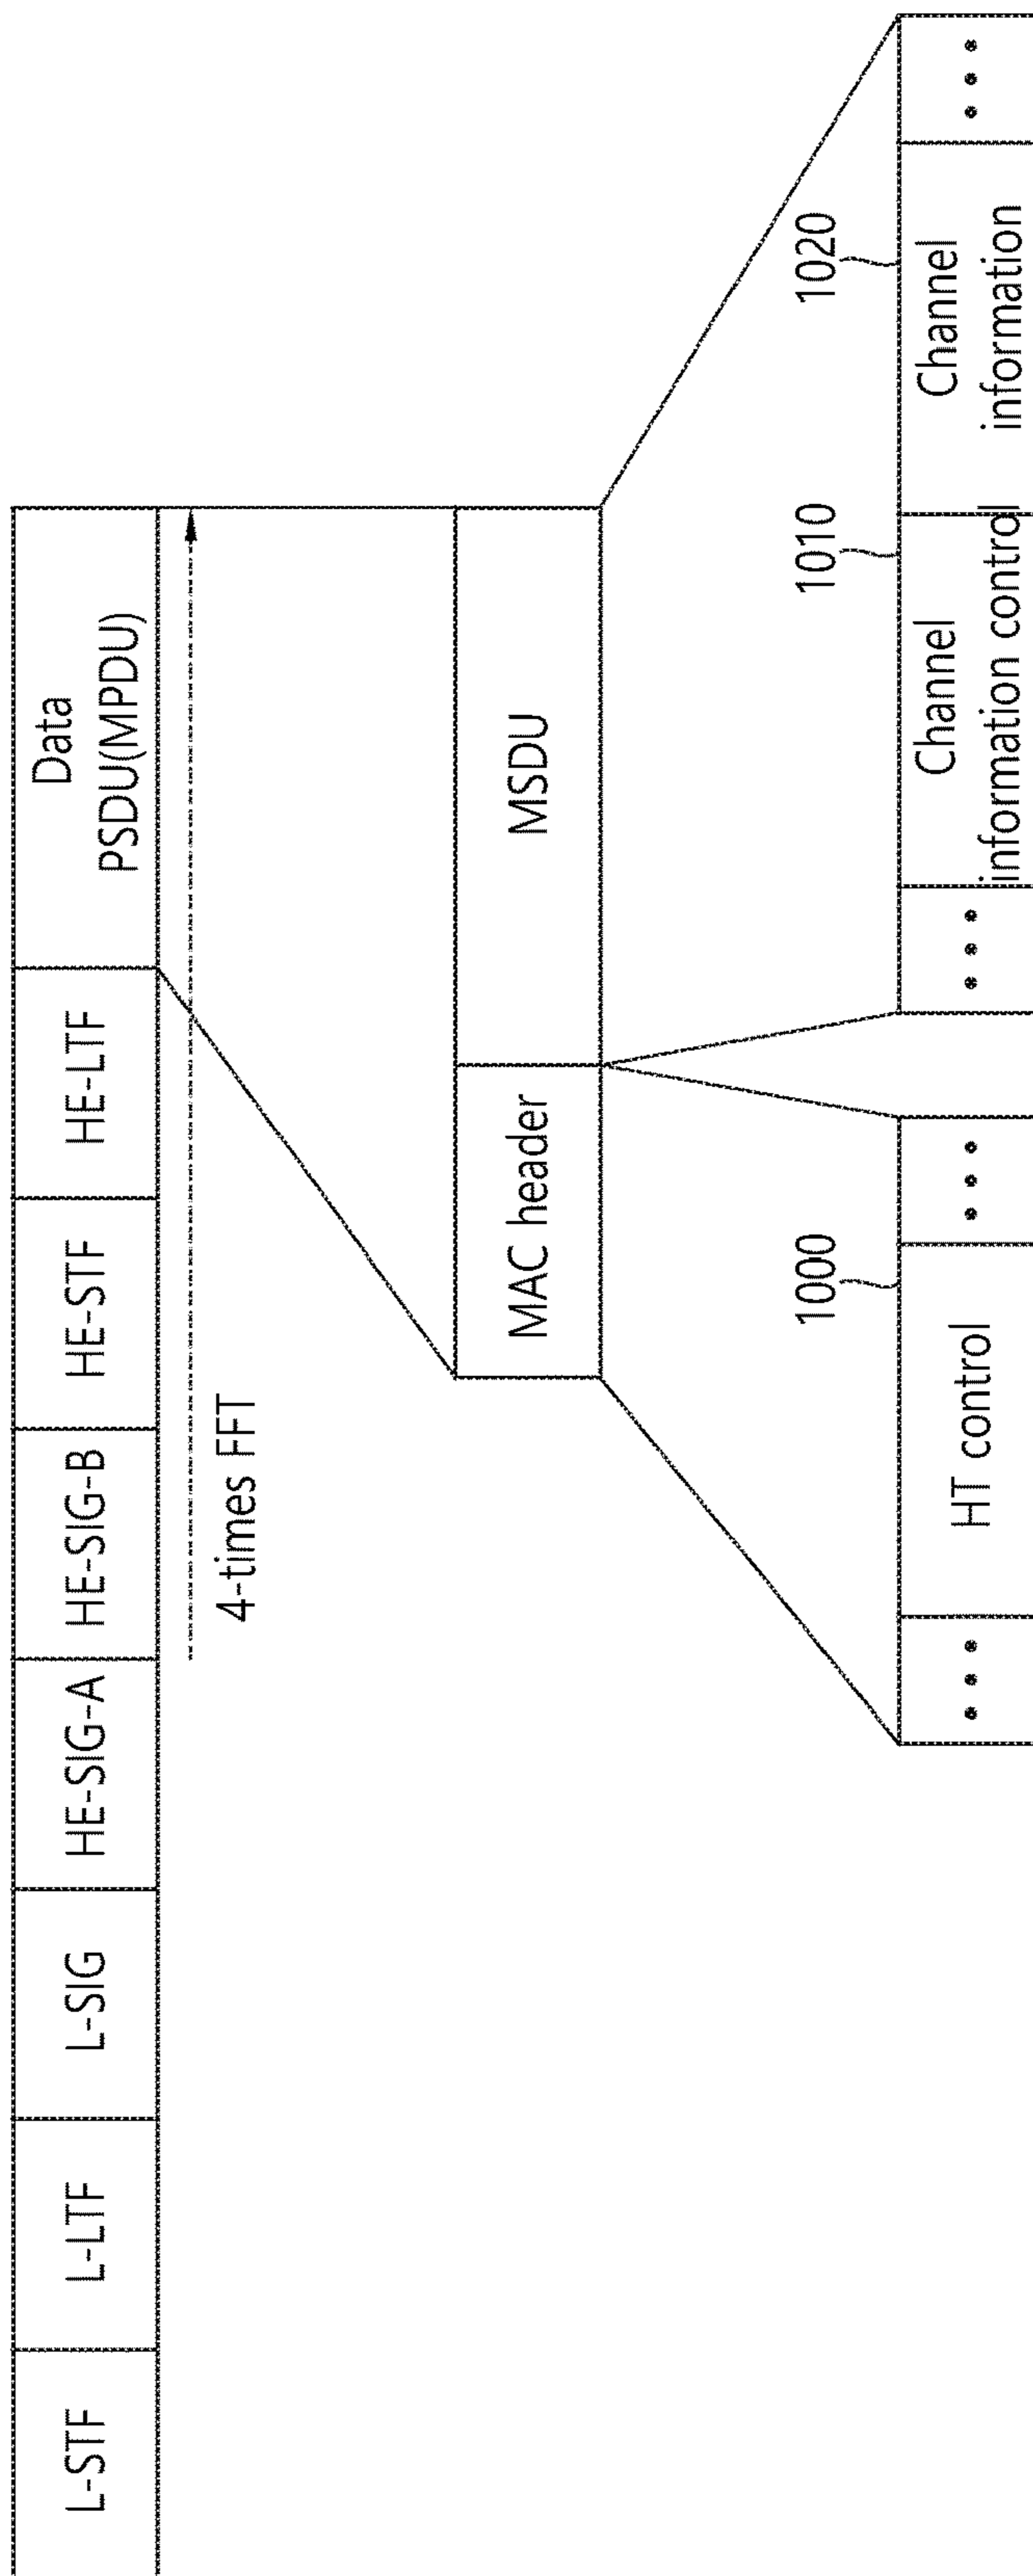 L-STF
L-LTF
L-SIG
HE-SIG-A
HE-SIG-B
HE-STF
HE-LTF
Data
PSDU(MPDU)
4-times FFT
MAC header
MSDU
1000
1010
1020
• • •
HT control
• • •
• • •
Channel
information control
Channel
information
• • •